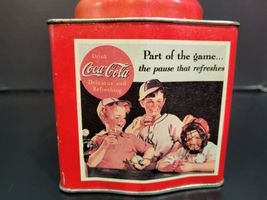 Drink
Coca-Cola
Delicious and
Refreshing
Part of the game...
the pause that refreshes